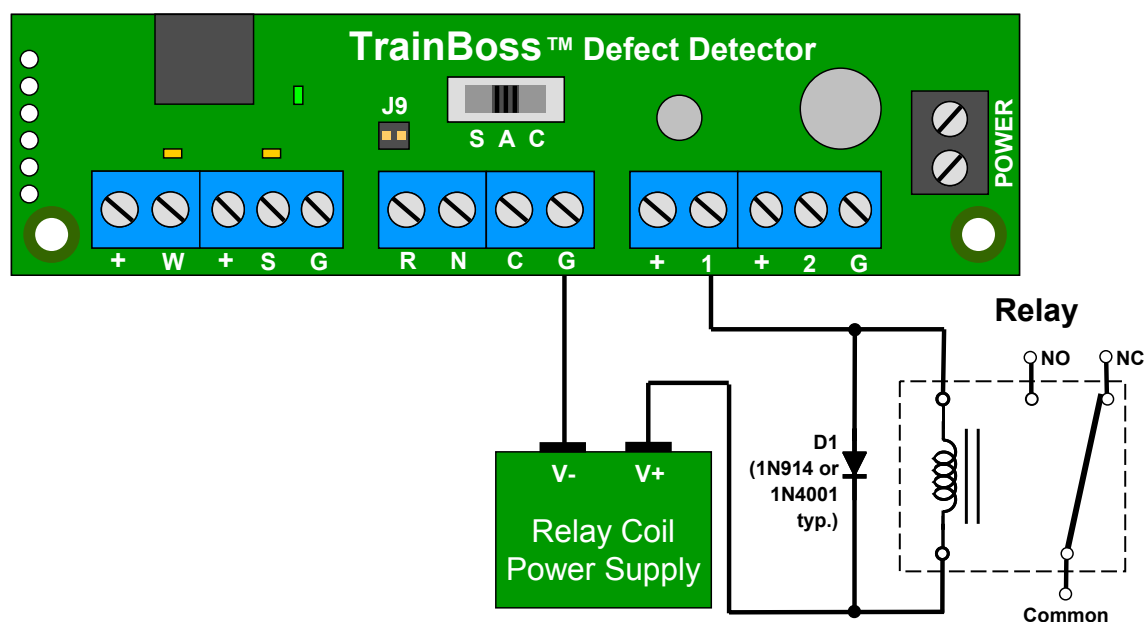 TrainBoss™ Defect Detector
J9
S A C
POWER
+ W + S G
R N C G
+ 1 + 2 G
Relay
NO
NC
V-
V+
Relay Coil
Power Supply
D1
(1N914 or
1N4001
typ.)
Common